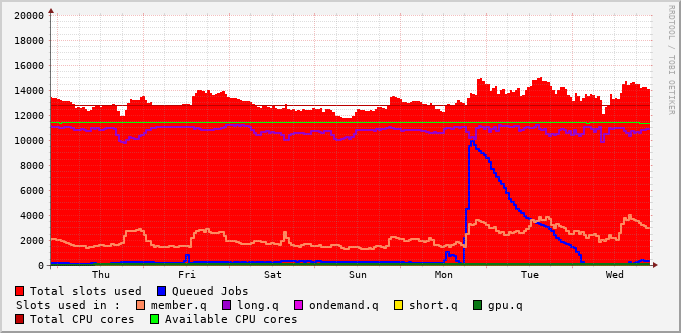 RRDTOOL / TOBI OETIKER
20000
18000
16000
14000
12000
10000
8000
6000
4000
2000
0
Thu Fri Sat Sun Mon Tue Wed
Total slots used Queued Jobs
Slots used in : member.q long.q ondemand.q short.q gpu.q
Total CPU cores Available CPU cores